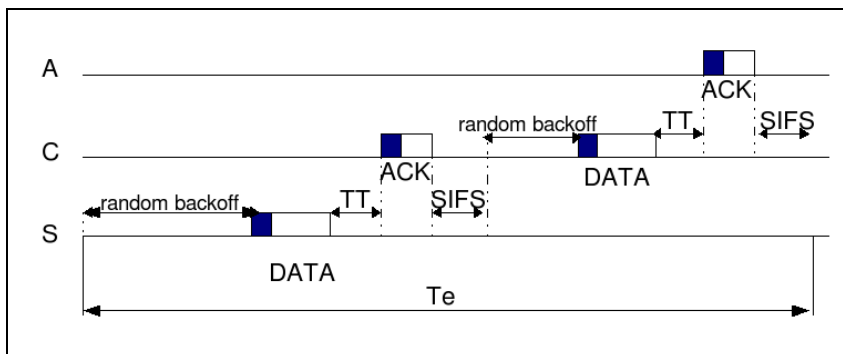 A
ACK
random backoff
TT
SIFS
C
ACK
DATA
random backoff
TT
SIFS
S
DATA
Te